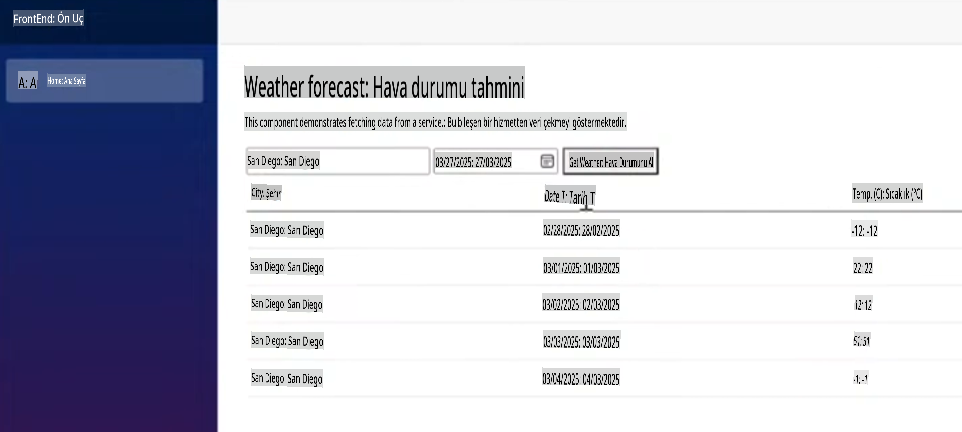 FrontEnd: Ön Uç
A: A
Home: Ana Sayfa
Weather forecast: Hava durumu tahmini
This component demonstrates fetching data from a service.: Bu bileşen bir hizmetten veri çekmeyi göstermektedir.
San Diego: San Diego 03/27/2025: 27/03/2025 Get Weather: Hava Durumunu Al
City: Şehir Date T: Tarih T Temp. (C): Sıcaklık (°C)
San Diego: San Diego 02/28/2025: 28/02/2025 -12: -12
San Diego: San Diego 03/01/2025: 01/03/2025 22: 22
San Diego: San Diego 03/02/2025: 02/03/2025 12: 12
San Diego: San Diego 03/03/2025: 03/03/2025
San Diego: San Diego 03/04/2025: 04/03/2025 -1: -1